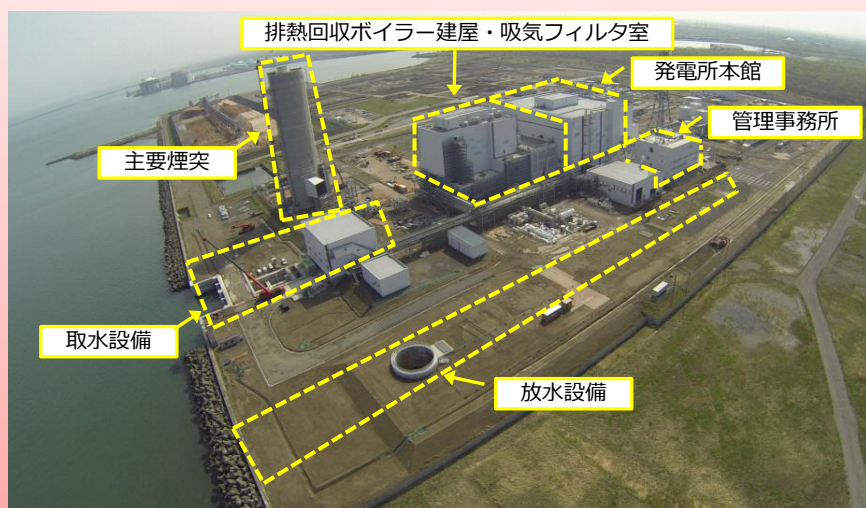 排熱回収ボイラー建屋・吸気フィルタ室
発電所本館
管理事務所
主要煙突
取水設備
放水設備